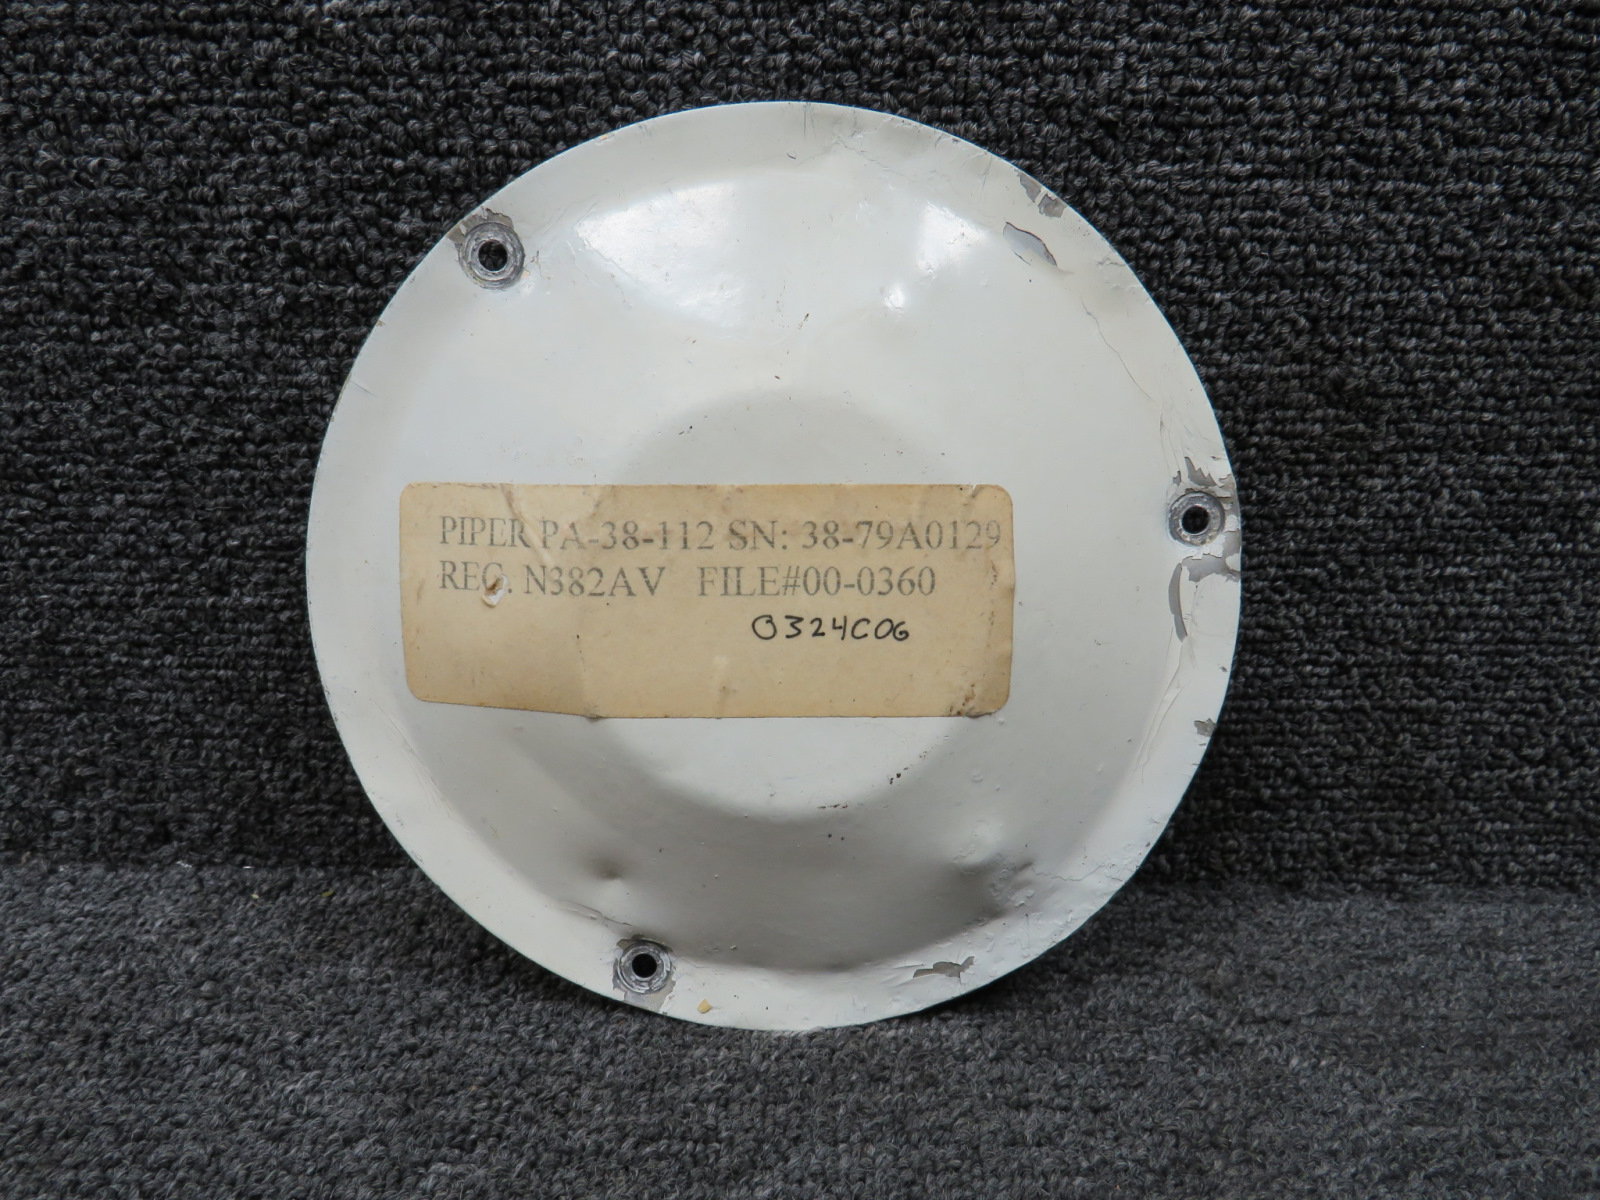 PIPER PA-38-112 SN: 38-79A0129
REG. N382AV FILE#00-0360
0324C06